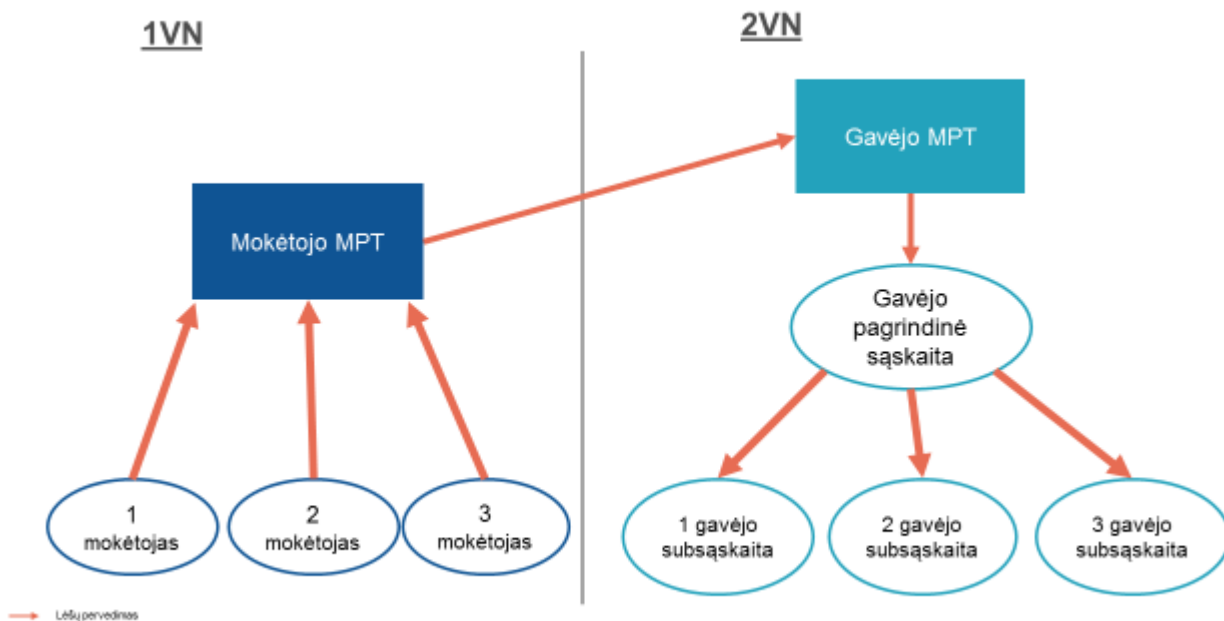 1VN
2VN
Gavėjo MPT
Mokėtojo MPT
Gavėjo
pagrindinė
sąskaita
1
mokėtojas
2
mokėtojas
3
mokėtojas
1 gavėjo
subsąskaita
2 gavėjo
subsąskaita
3 gavėjo
subsąskaita
Lėšų pervedimas